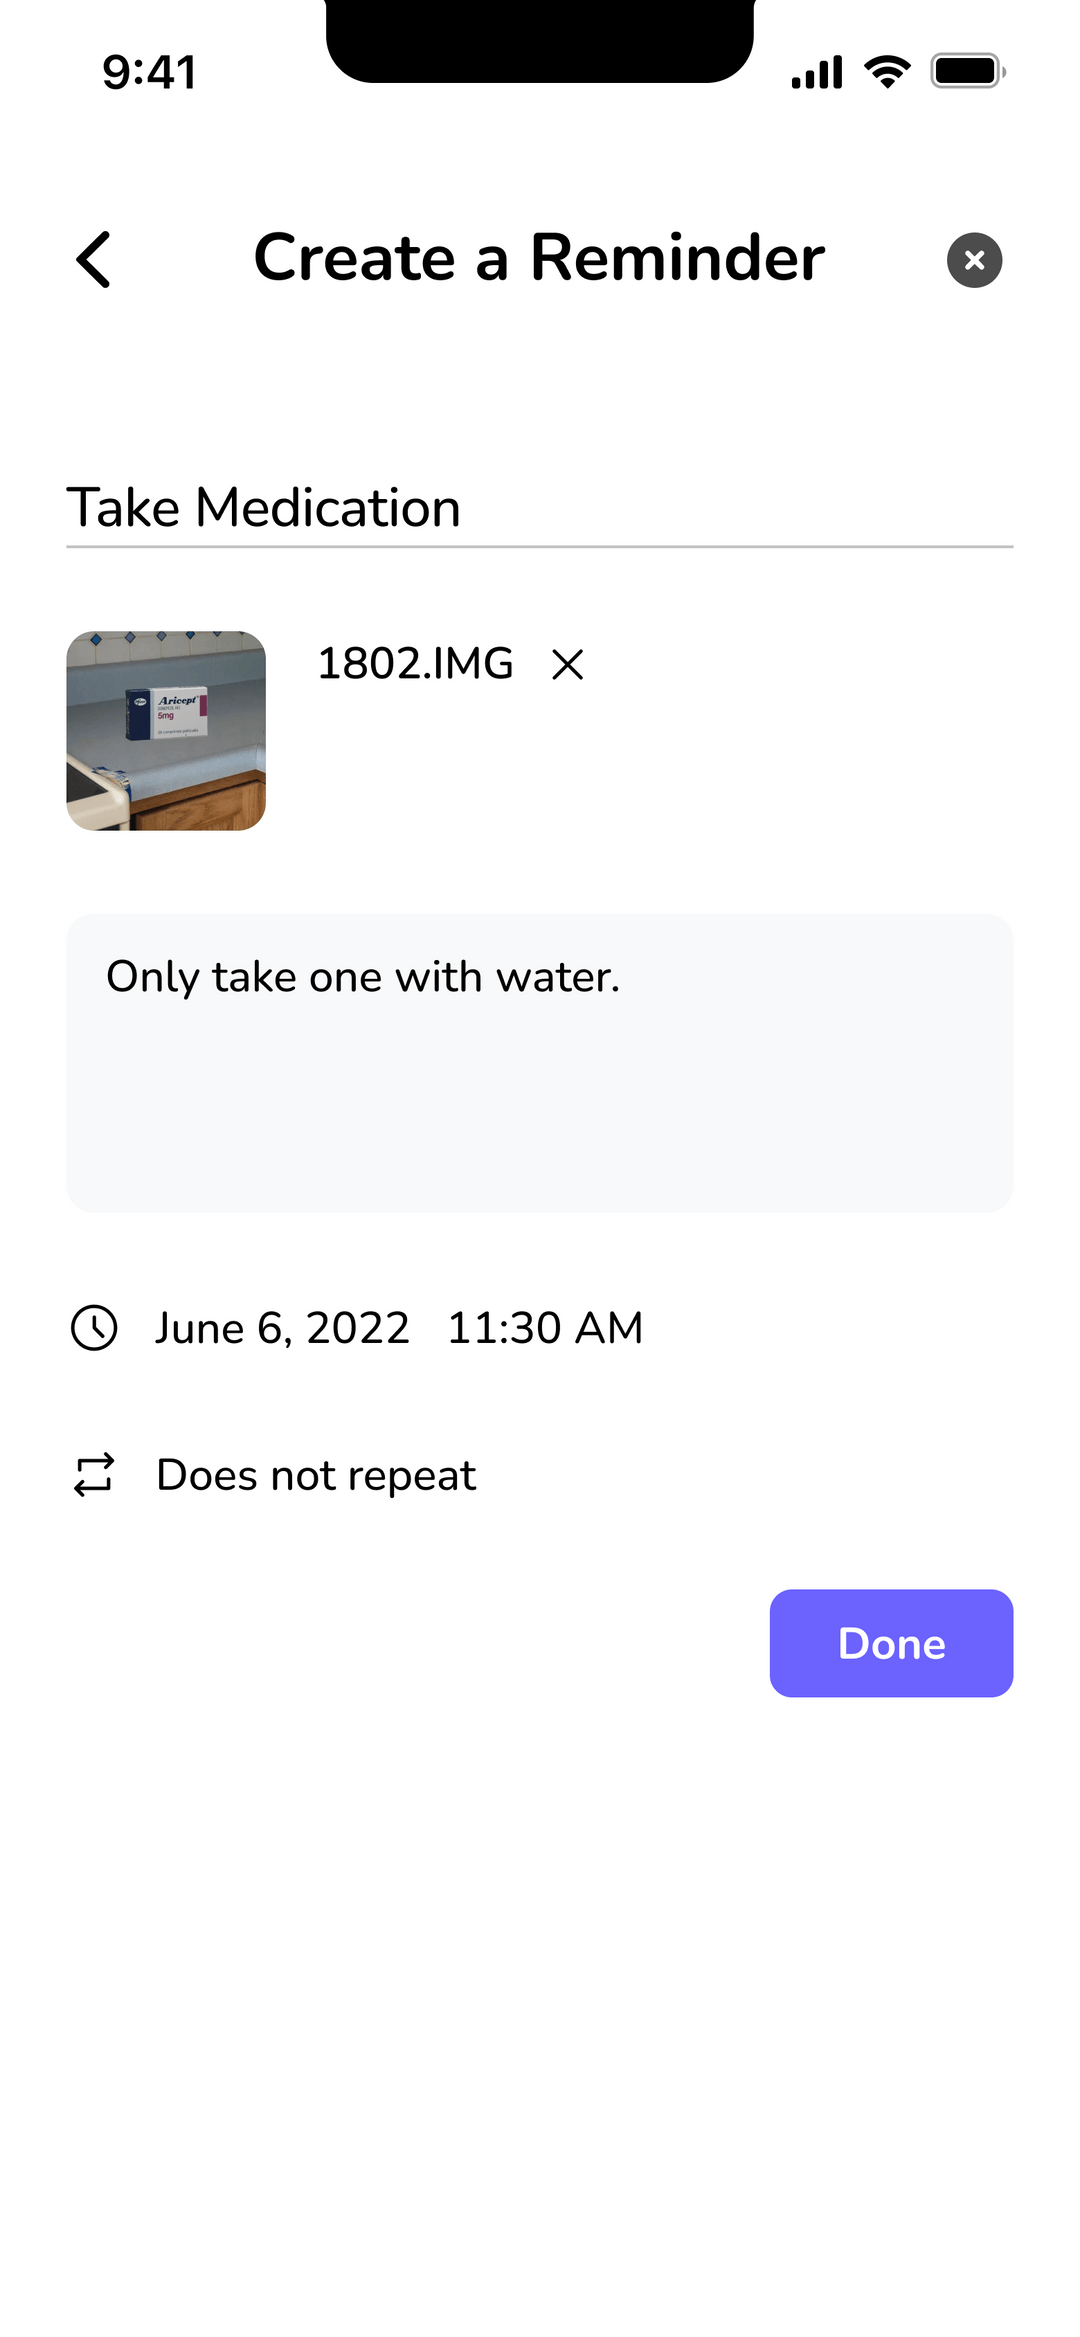 9:41
Create a Reminder
Take Medication
1802.IMG
Aricept
5mg
Only take one with water.
June 6, 2022 11:30 AM
Does not repeat
Done